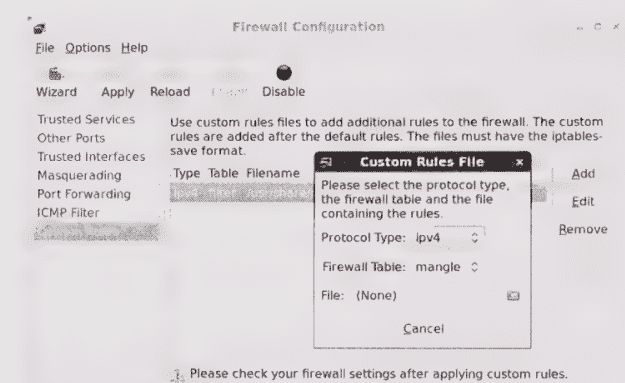 Firewall Configuration
File Options Help
Wizard Apply Reload Disable
Trusted Services
Other Ports
Trusted Interfaces
Masquerading
Port Forwarding
ICMP Filter
Use custom rules files to add additional rules to the firewall. The custom
rules are added after the default rules. The files must have the iptables-
save format.
Type Table Filename
Add
Edit
Remove
Custom Rules File
Please select the protocol type,
the firewall table and the file
containing the rules.
Protocol Type: ipv4
Firewall Table: mangle
File: (None)
Cancel
Please check your firewall settings after applying custom rules.